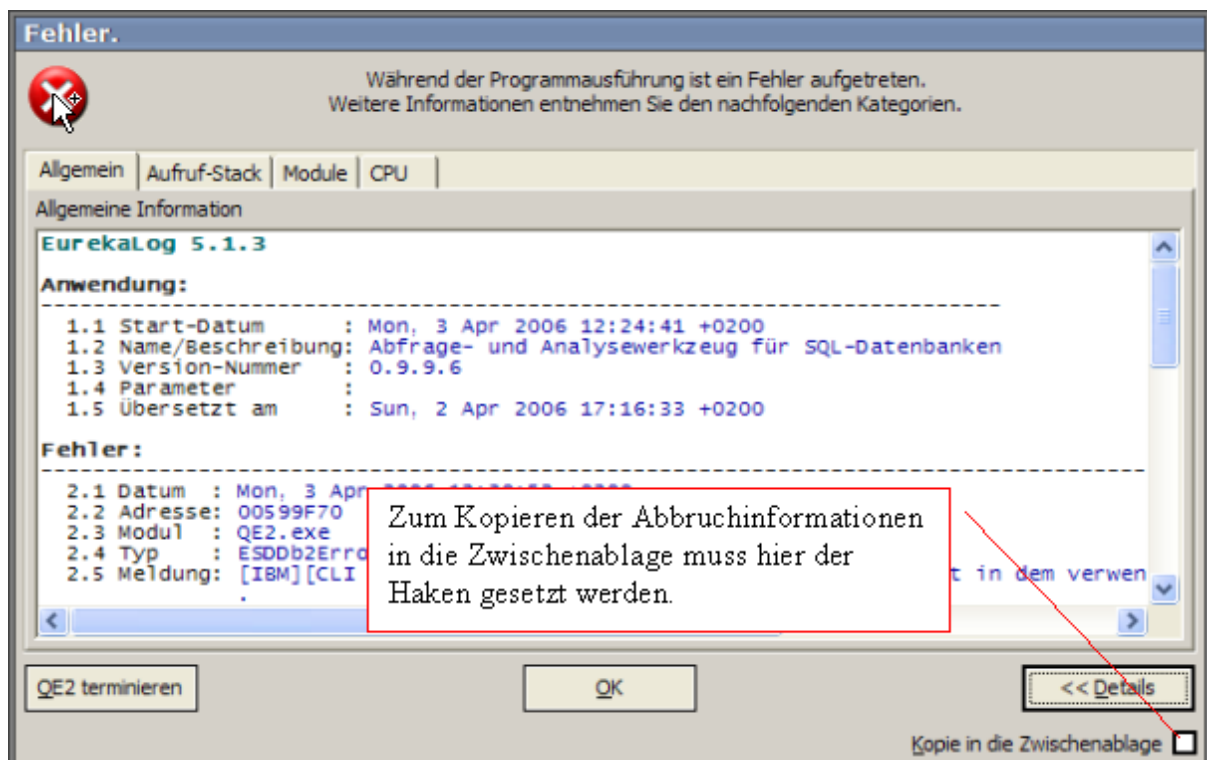 Fehler.
Während der Programmausführung ist ein Fehler aufgetreten.
Weitere Informationen entnehmen Sie den nachfolgenden Kategorien.
Allgemein Aufruf-Stack Module CPU
Allgemeine Information
EurekaLog 5.1.3
Anwendung:
-------------------------------------------------------------------------
1.1 Start-Datum : Mon, 3 Apr 2006 12:24:41 +0200
1.2 Name/Beschreibung: Abfrage- und Analysewerkzeug für SQL-Datenbanken
1.3 Version-Nummer : 0.9.9.6
1.4 Parameter :
1.5 Übersetzt am : Sun, 2 Apr 2006 17:16:33 +0200
Fehler:
------------------------------------------------------------------------------------
2.1 Datum : Mon, 3 Apr
2.2 Adresse: 00599F70
2.3 Modul : QE2.exe
2.4 Typ : ESDDb2Erro
2.5 Meldung: [IBM][CLI t in dem verwen
.
Zum Kopieren der Abbruchinformationen
in die Zwischenablage muss hier der
Haken gesetzt werden.
QE2 terminieren OK << Details
Kopie in die Zwischenablage